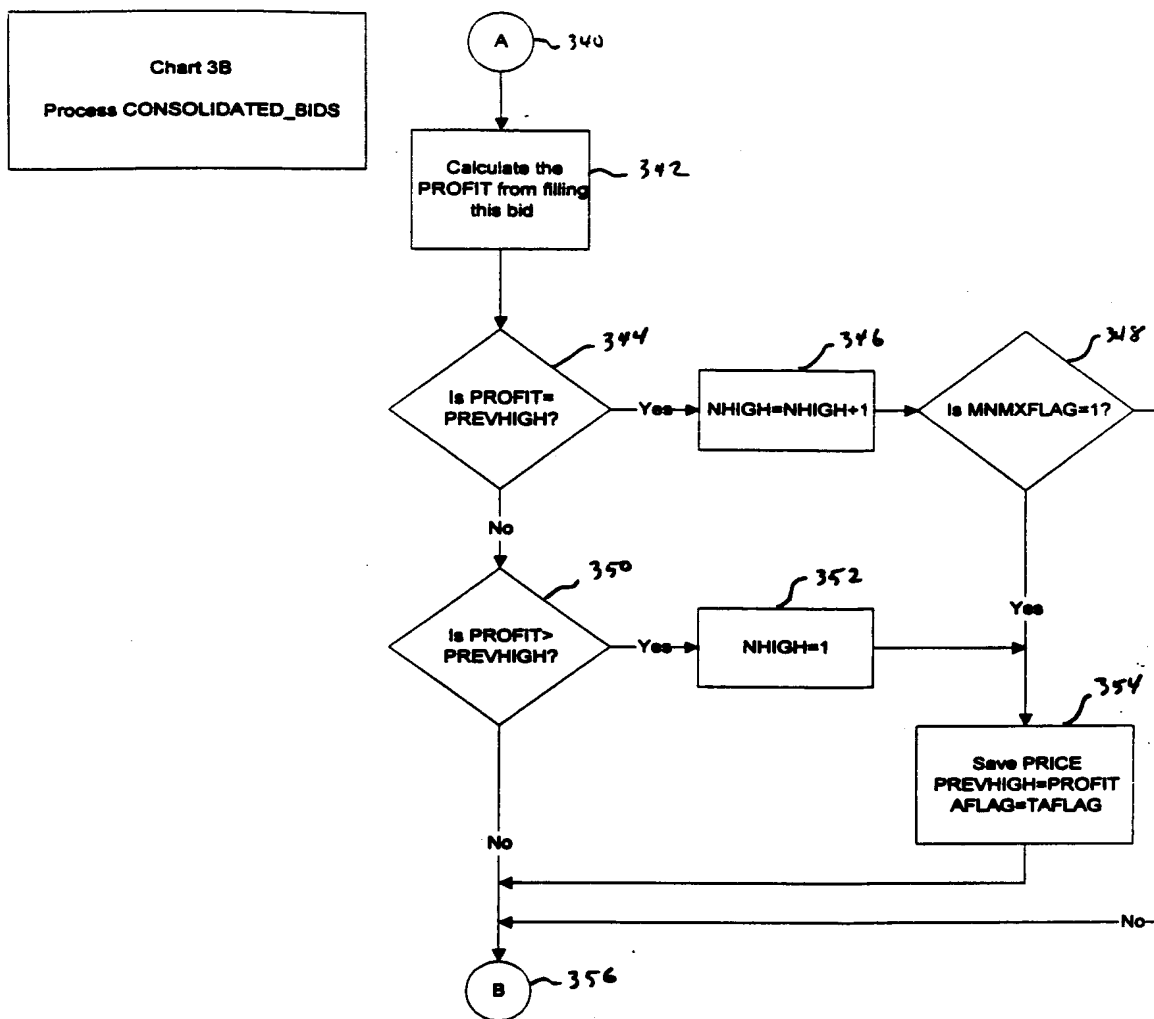 Chart 3B
Process CONSOLIDATED_BIDS
A
340
Calculate the
PROFIT from filling
this bid
342
344
Is PROFIT=
PREVHIGH?
Yes
346
NHIGH=NHIGH+1
348
Is MNMXFLAG=1?
No
Yes
350
Is PROFIT>
PREVHIGH?
Yes
352
NHIGH=1
354
Save PRICE
PREVHIGH=PROFIT
AFLAG=TAFLAG
No
No
B
356